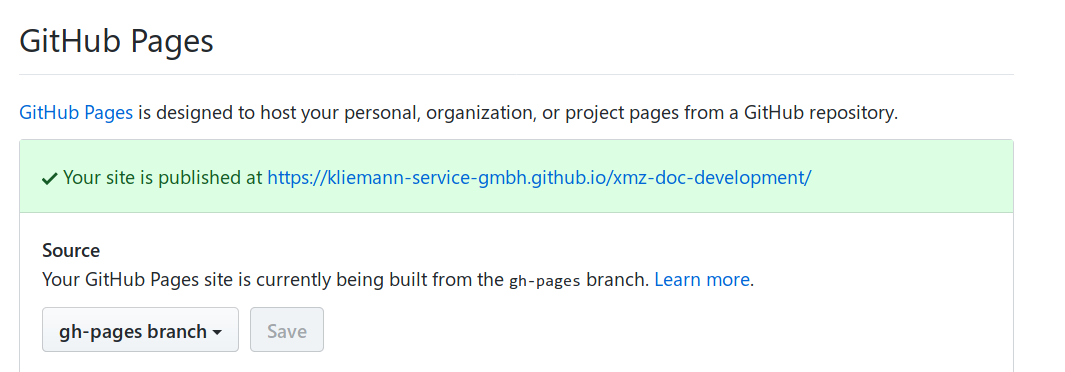 GitHub Pages
GitHub Pages is designed to host your personal, organization, or project pages from a GitHub repository.
Your site is published at https://kliemann-service-gmbh.github.io/xmz-doc-development/
Source
Your GitHub Pages site is currently being built from the gh-pages branch. Learn more.
gh-pages branch Save